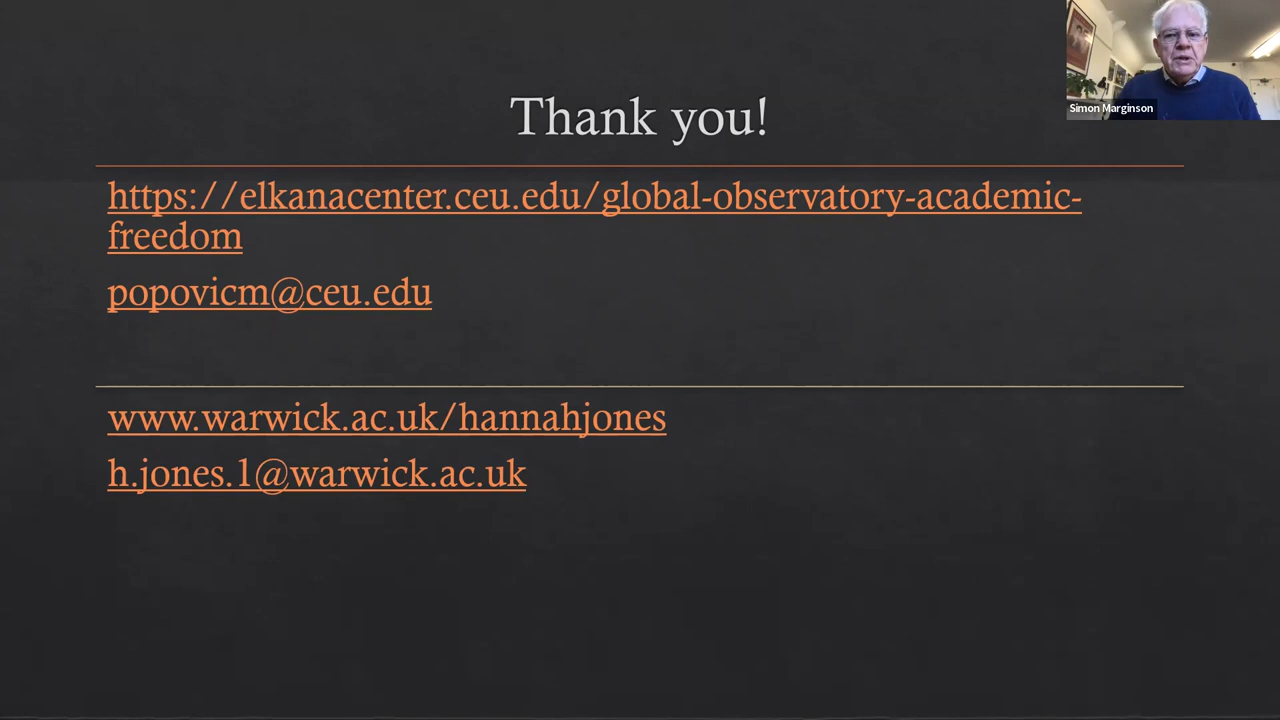 Simon Marginson
Thank you!
https://elkanacenter.ceu.edu/global-observatory-academic-
freedom
popovicm@ceu.edu
www.warwick.ac.uk/hannahjones
h.jones.1@warwick.ac.uk